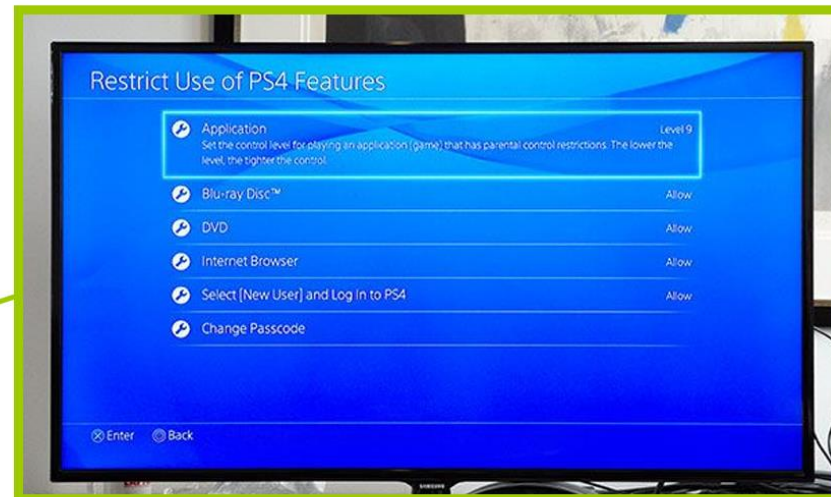 Restrict Use of PS4 Features
Application Level 9
Set the control level for playing an application (game) that has parental control restrictions. The lower the
level, the tighter the control.
Blu-ray Disc™ Allow
DVD Allow
Internet Browser Allow
Select [New User] and Log In to PS4 Allow
Change Passcode
Enter Back
SAMSUNG